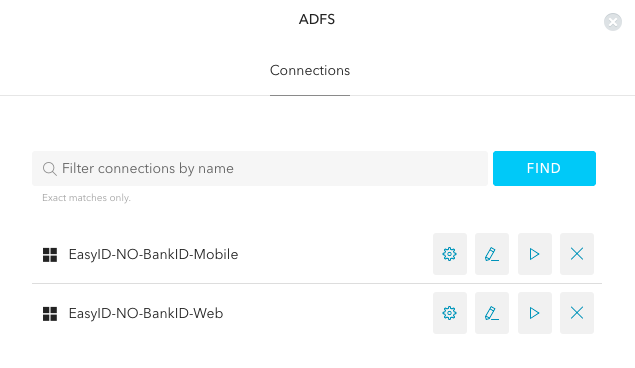 ADFS
Connections
Filter connections by name
FIND
Exact matches only.
EasyID-NO-BankID-Mobile
EasyID-NO-BankID-Web